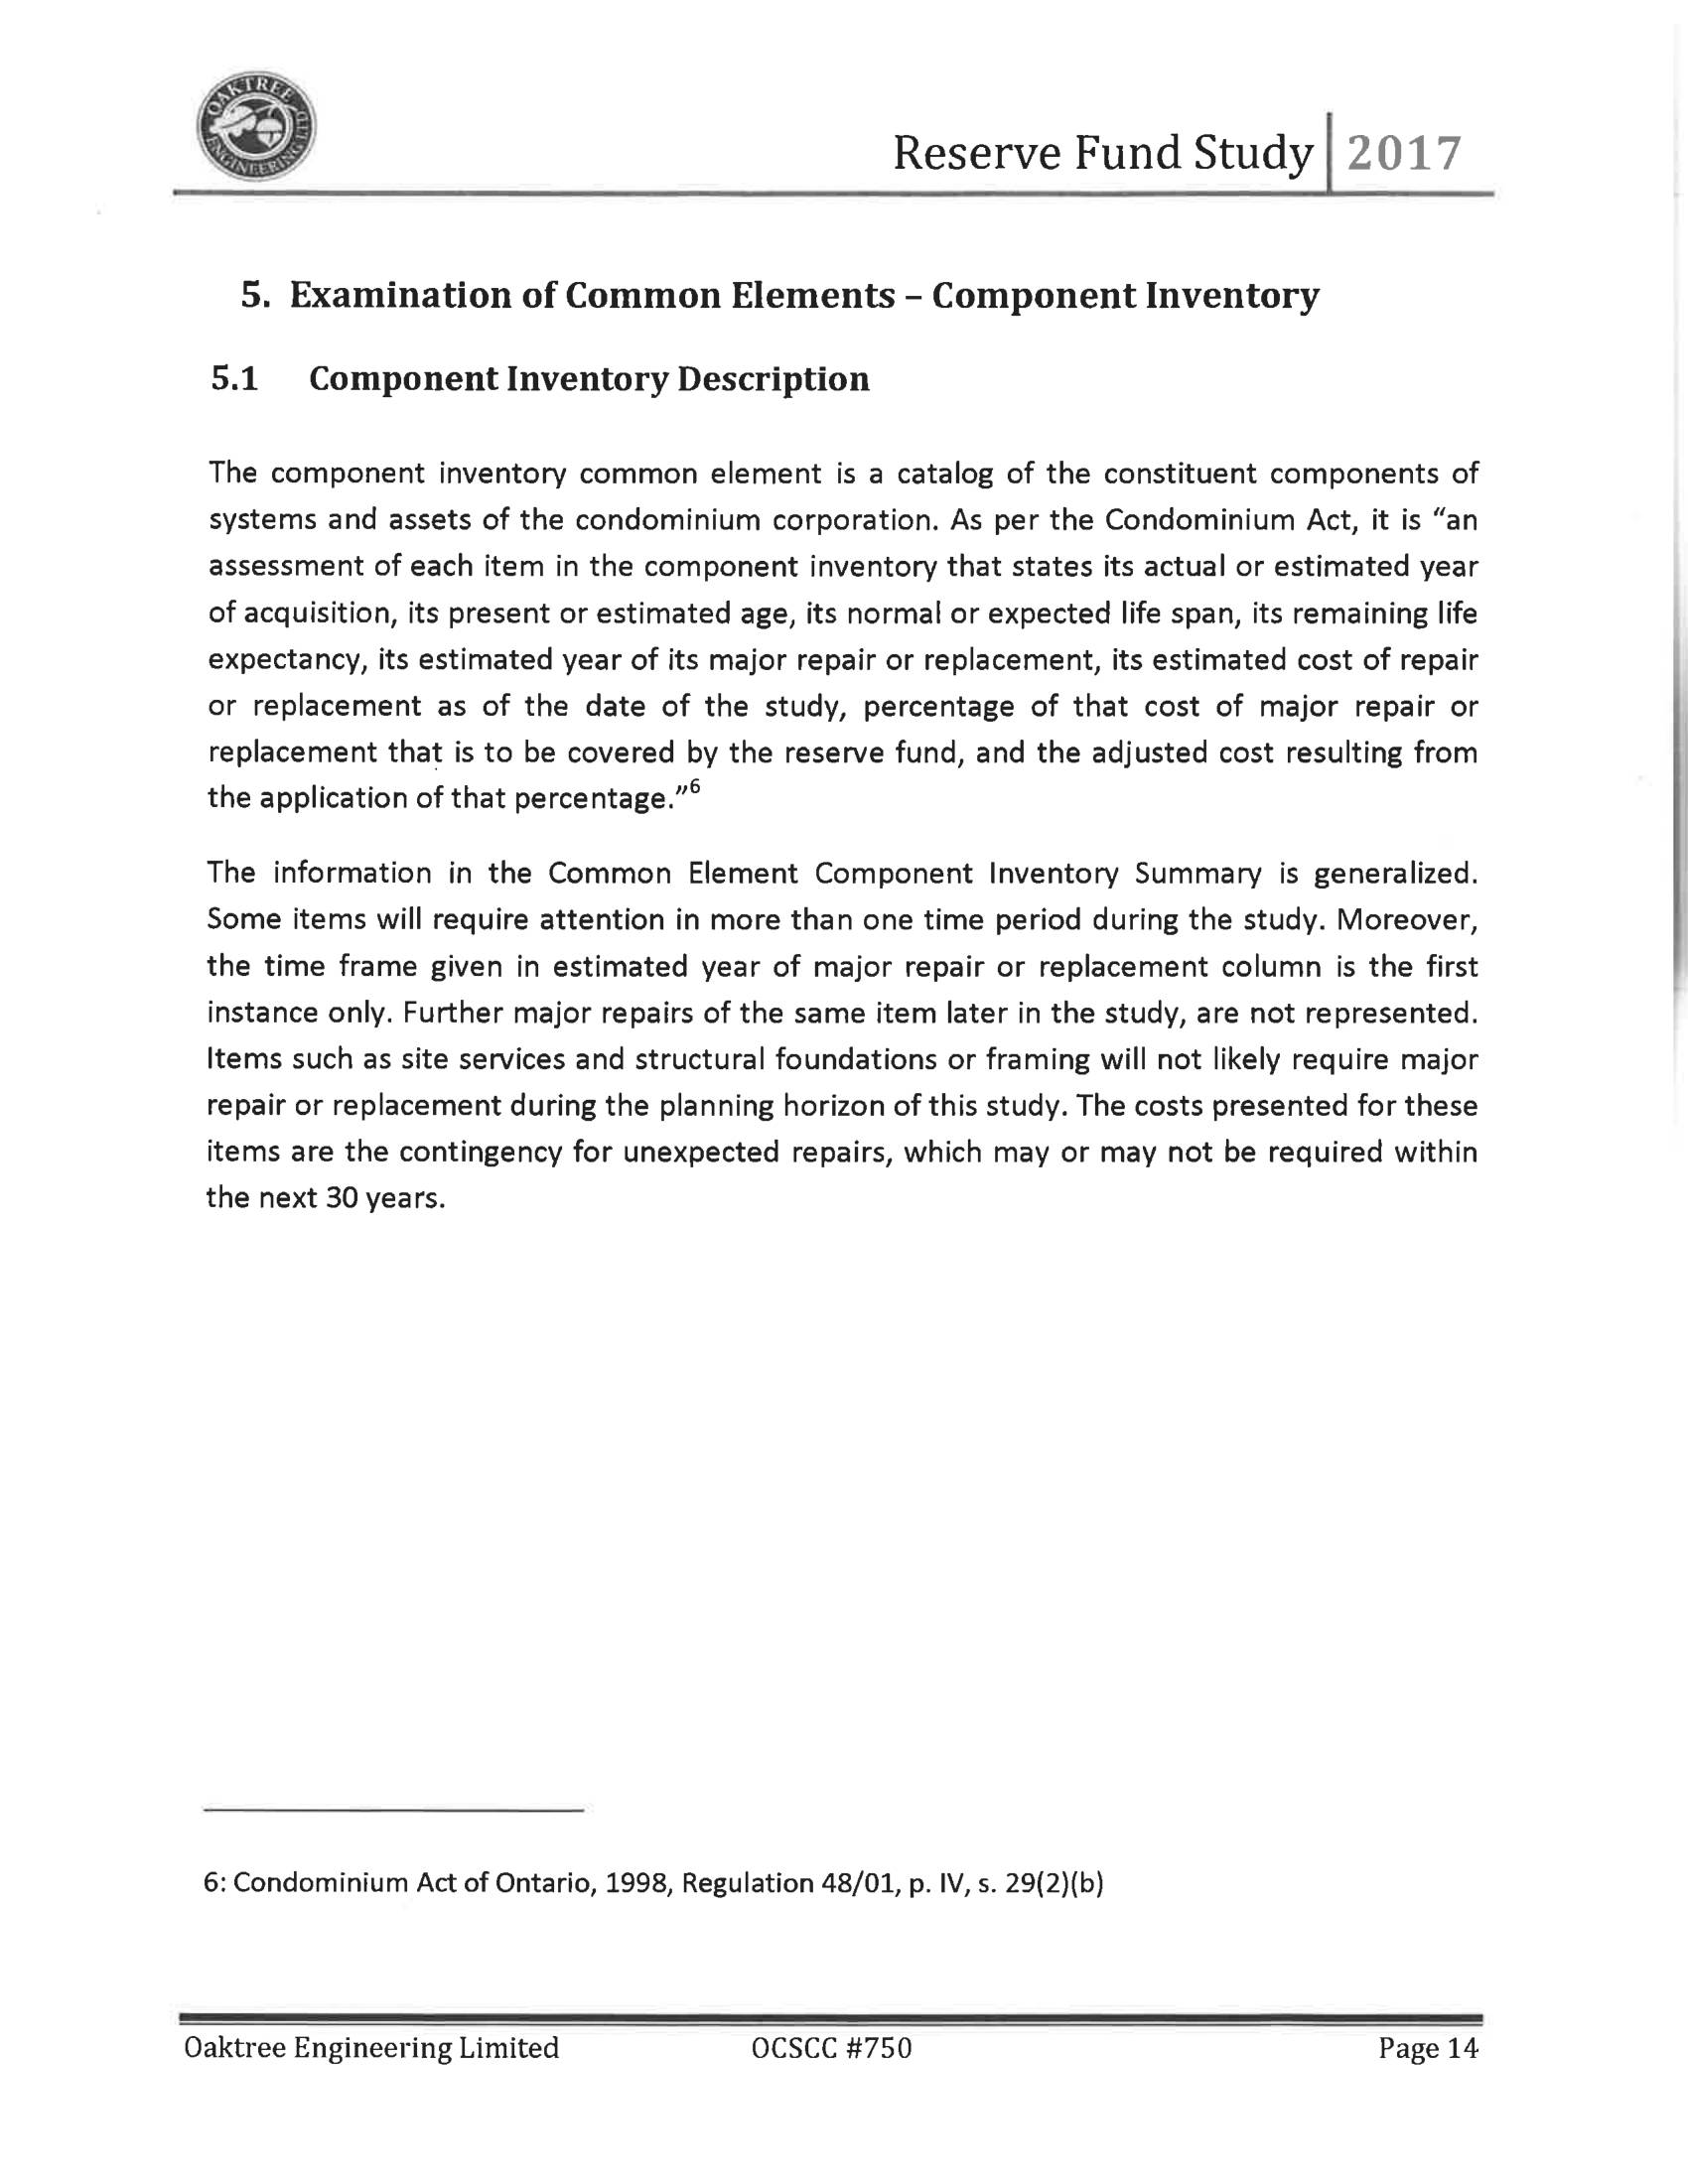 OAKTREE ENGINEERING LTD
Reserve Fund Study 2017
5. Examination of Common Elements – Component Inventory
5.1 Component Inventory Description
The component inventory common element is a catalog of the constituent components of
systems and assets of the condominium corporation. As per the Condominium Act, it is “an
assessment of each item in the component inventory that states its actual or estimated year
of acquisition, its present or estimated age, its normal or expected life span, its remaining life
expectancy, its estimated year of its major repair or replacement, its estimated cost of repair
or replacement as of the date of the study, percentage of that cost of major repair or
replacement that is to be covered by the reserve fund, and the adjusted cost resulting from
the application of that percentage.”6
The information in the Common Element Component Inventory Summary is generalized.
Some items will require attention in more than one time period during the study. Moreover,
the time frame given in estimated year of major repair or replacement column is the first
instance only. Further major repairs of the same item later in the study, are not represented.
Items such as site services and structural foundations or framing will not likely require major
repair or replacement during the planning horizon of this study. The costs presented for these
items are the contingency for unexpected repairs, which may or may not be required within
the next 30 years.
6: Condominium Act of Ontario, 1998, Regulation 48/01, p. IV, s. 29(2)(b)
Oaktree Engineering Limited OCSCC #750 Page 14